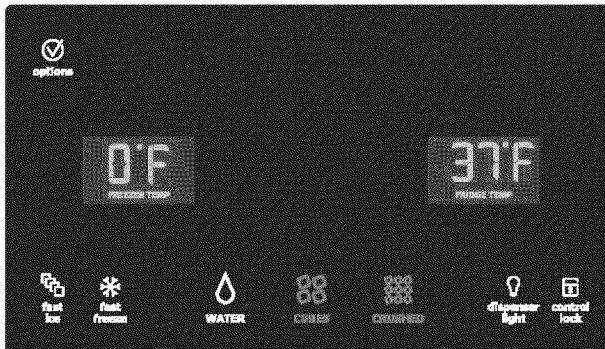 options
0°F
37°F
FREEZER TEMP
FRIDGE TEMP
fast
ice
fast
freeze
WATER
CUBES
CRUSHED
dispenser
light
control
lock